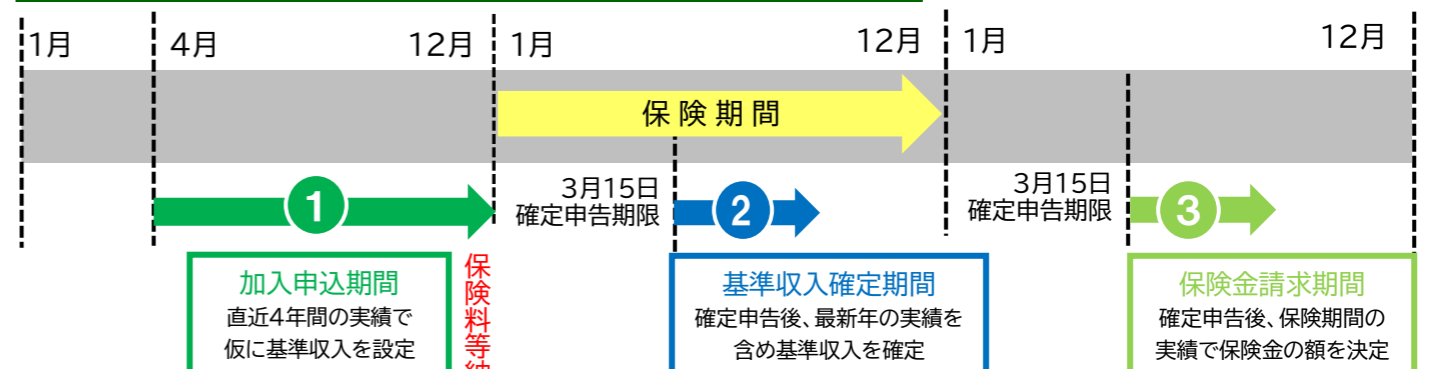 1月
4月
12月
1月
12月
1月
12月
保険期間
1
3月15日
確定申告期限
2
3月15日
確定申告期限
3
加入申込期間
直近4年間の実績で
仮に基準収入を設定
保険料等納
基準収入確定期間
確定申告後、最新年の実績を
含め基準収入を確定
保険金請求期間
確定申告後、保険期間の
実績で保険金の額を決定